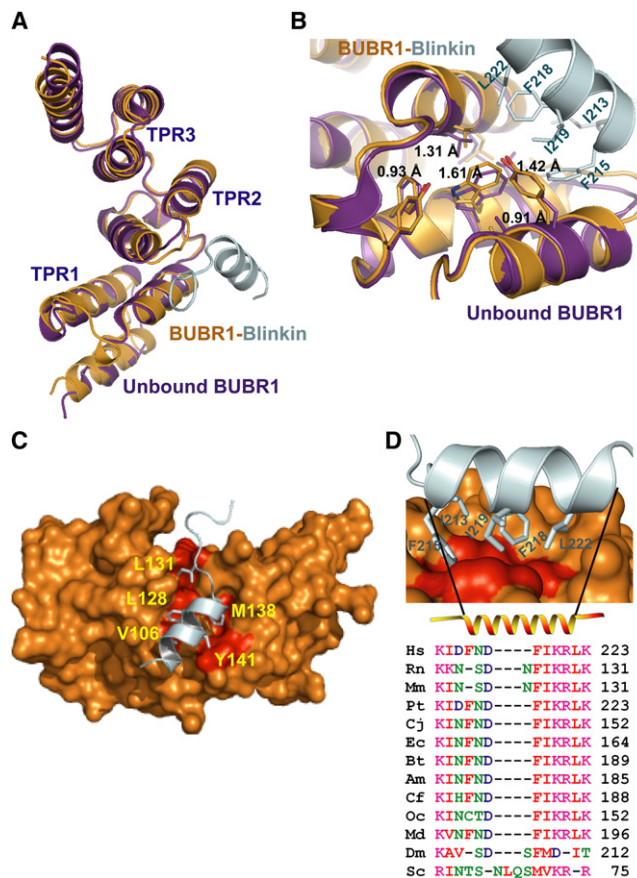 A
TPR3
TPR2
TPR1
BUBR1-Blinkin
Unbound BUBR1
B
BUBR1-Blinkin
L222
F218
I219
I213
F215
1.31 Å
0.93 Å
1.61 Å
1.42 Å
0.91 Å
Unbound BUBR1
C
L131
L128
M138
V106
Y141
D
I213
F215
I219
F218
L222
Hs KIDFND----FIKRLK 223
Rn KKN-SD---NFIKRLK 131
Mm KIN-SD---NFIKRLK 131
Pt KIDFND----FIKRLK 223
Cj KINFND----FIKRLK 152
Ec KINFND----FIKRLK 164
Bt KINFND----FIKRLK 189
Am KINFND----FIKRLK 185
Cf KIHFND----FIKRLK 188
Oc KINCTD----FIKRLK 152
Md KVNFND----FIKRLK 196
Dm KAV-SD---SFMD-IT 212
Sc RINTS-NLQSMVKR-R 75